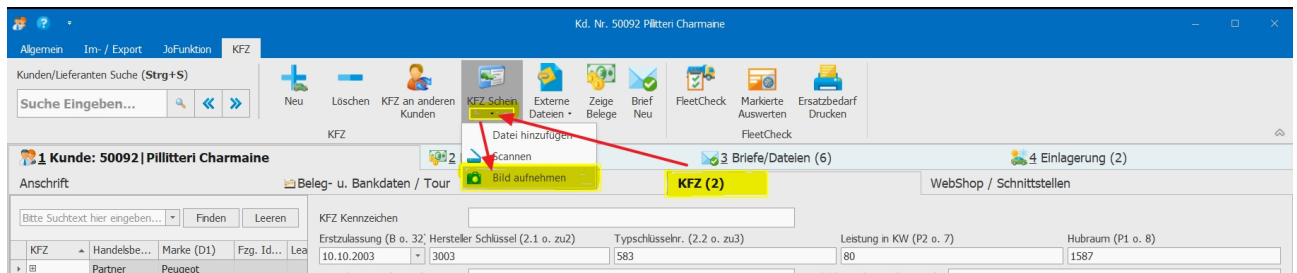 Kd. Nr. 50092 Pillitteri Charmaine
Allgemein Im- / Export JoFunktion KFZ
Kunden/Lieferanten Suche (Strg+S)
Suche Eingeben...
Neu
Löschen
KFZ an anderen
Kunden
KFZ Schein
Externe
Dateien
Zeige
Belege
Brief
Neu
FleetCheck
Markierte
Auswerten
Ersatzbedarf
Drucken
KFZ
FleetCheck
Datei hinzufügen
Scannen
Bild aufnehmen
1 Kunde: 50092|Pillitteri Charmaine
2
3 Briefe/Dateien (6)
4 Einlagerung (2)
Anschrift
Beleg- u. Bankdaten / Tour
KFZ (2)
WebShop / Schnittstellen
Bitte Suchtext hier eingeben...
Finden
Leeren
KFZ Kennzeichen
Erstzulassung (B o. 32)
Hersteller Schlüssel (2.1 o. zu2)
Typschlüsselnr. (2.2 o. zu3)
Leistung in KW (P2 o. 7)
Hubraum (P1 o. 8)
10.10.2003
3003
583
80
1587
KFZ
Handelsbe...
Marke (D1)
Fzg. Id...
Lea
Partner
Peugeot